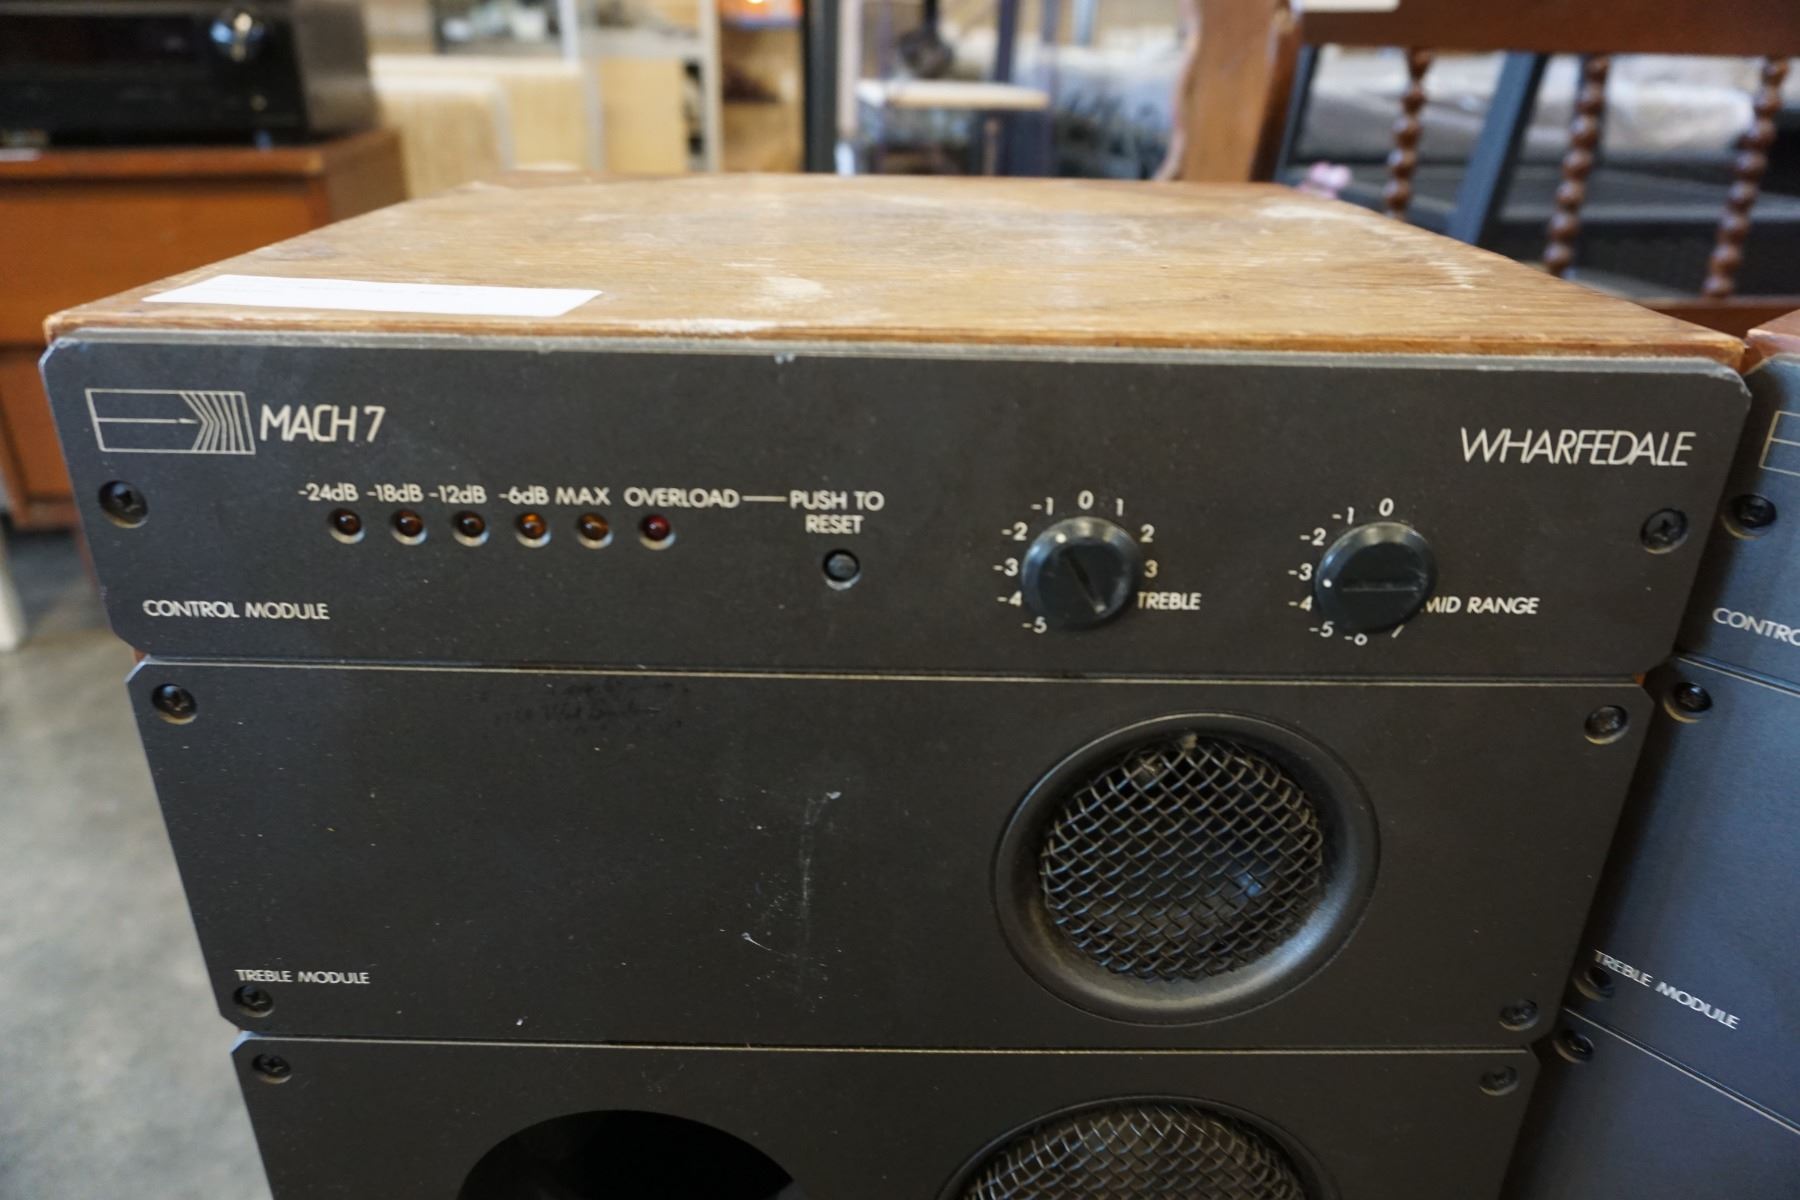 MACH 7
WHARFEDALE
-24dB -18dB -12dB -6dB MAX OVERLOAD PUSH TO
RESET
-5 -4 -3 -2 -1 0 1 2 3
TREBLE
-6 -5 -4 -3 -2 -1 0
MID RANGE
CONTROL MODULE
TREBLE MODULE
CONTRO
TREBLE MODULE